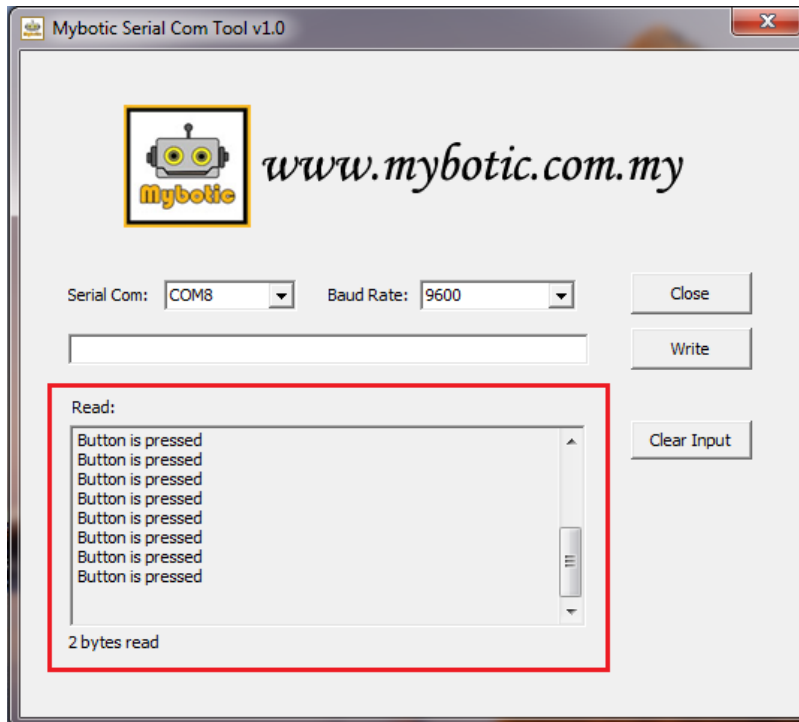 Mybotic Serial Com Tool v1.0
Mybotic
www.mybotic.com.my
Serial Com: COM8 Baud Rate: 9600 Close
Write
Read:
Clear Input
Button is pressed
Button is pressed
Button is pressed
Button is pressed
Button is pressed
Button is pressed
Button is pressed
Button is pressed
2 bytes read